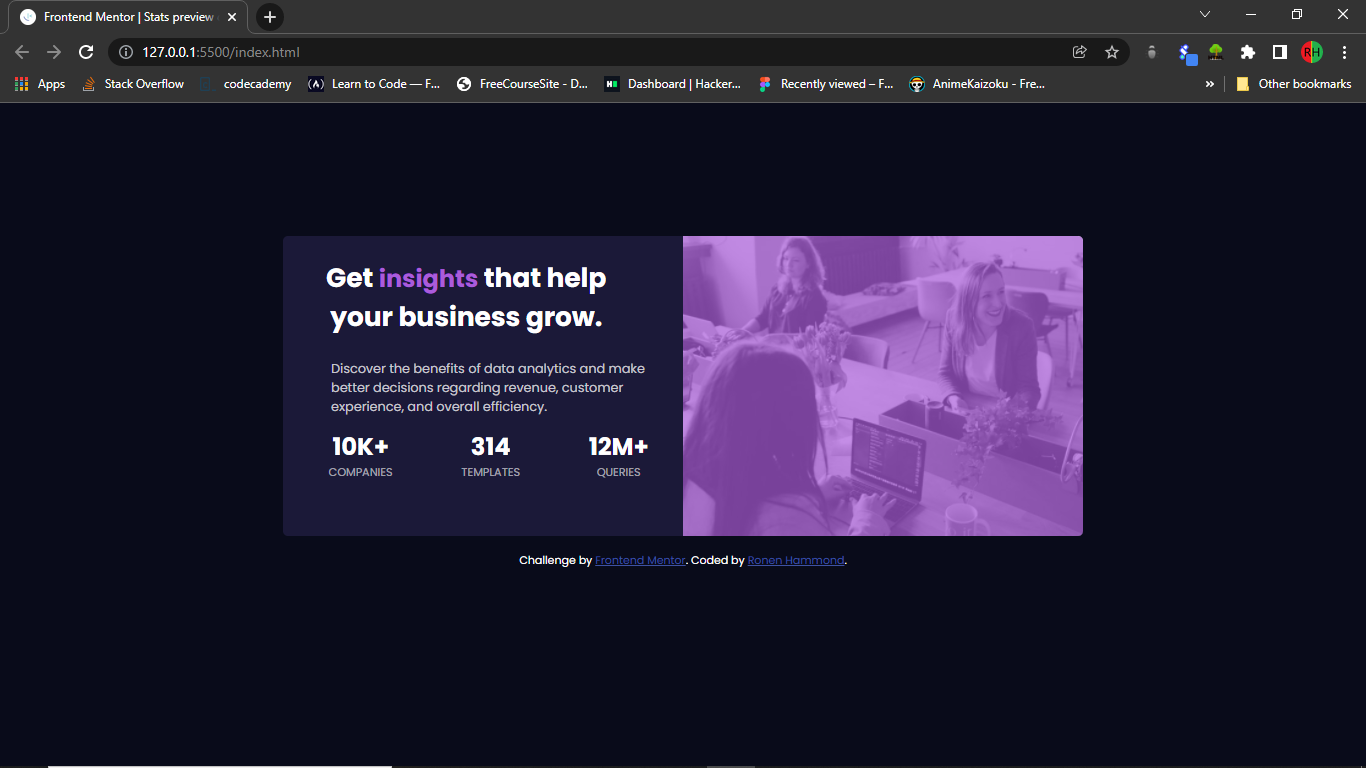 Frontend Mentor | Stats preview
127.0.0.1:5500/index.html
RH
Apps
Stack Overflow
codecademy
Learn to Code — F...
FreeCourseSite - D...
Dashboard | Hacker...
Recently viewed – F...
AnimeKaizoku - Fre...
»
Other bookmarks
Get insights that help
your business grow.
Discover the benefits of data analytics and make
better decisions regarding revenue, customer
experience, and overall efficiency.
10K+ 314 12M+
COMPANIES TEMPLATES QUERIES
Challenge by Frontend Mentor. Coded by Ronen Hammond.